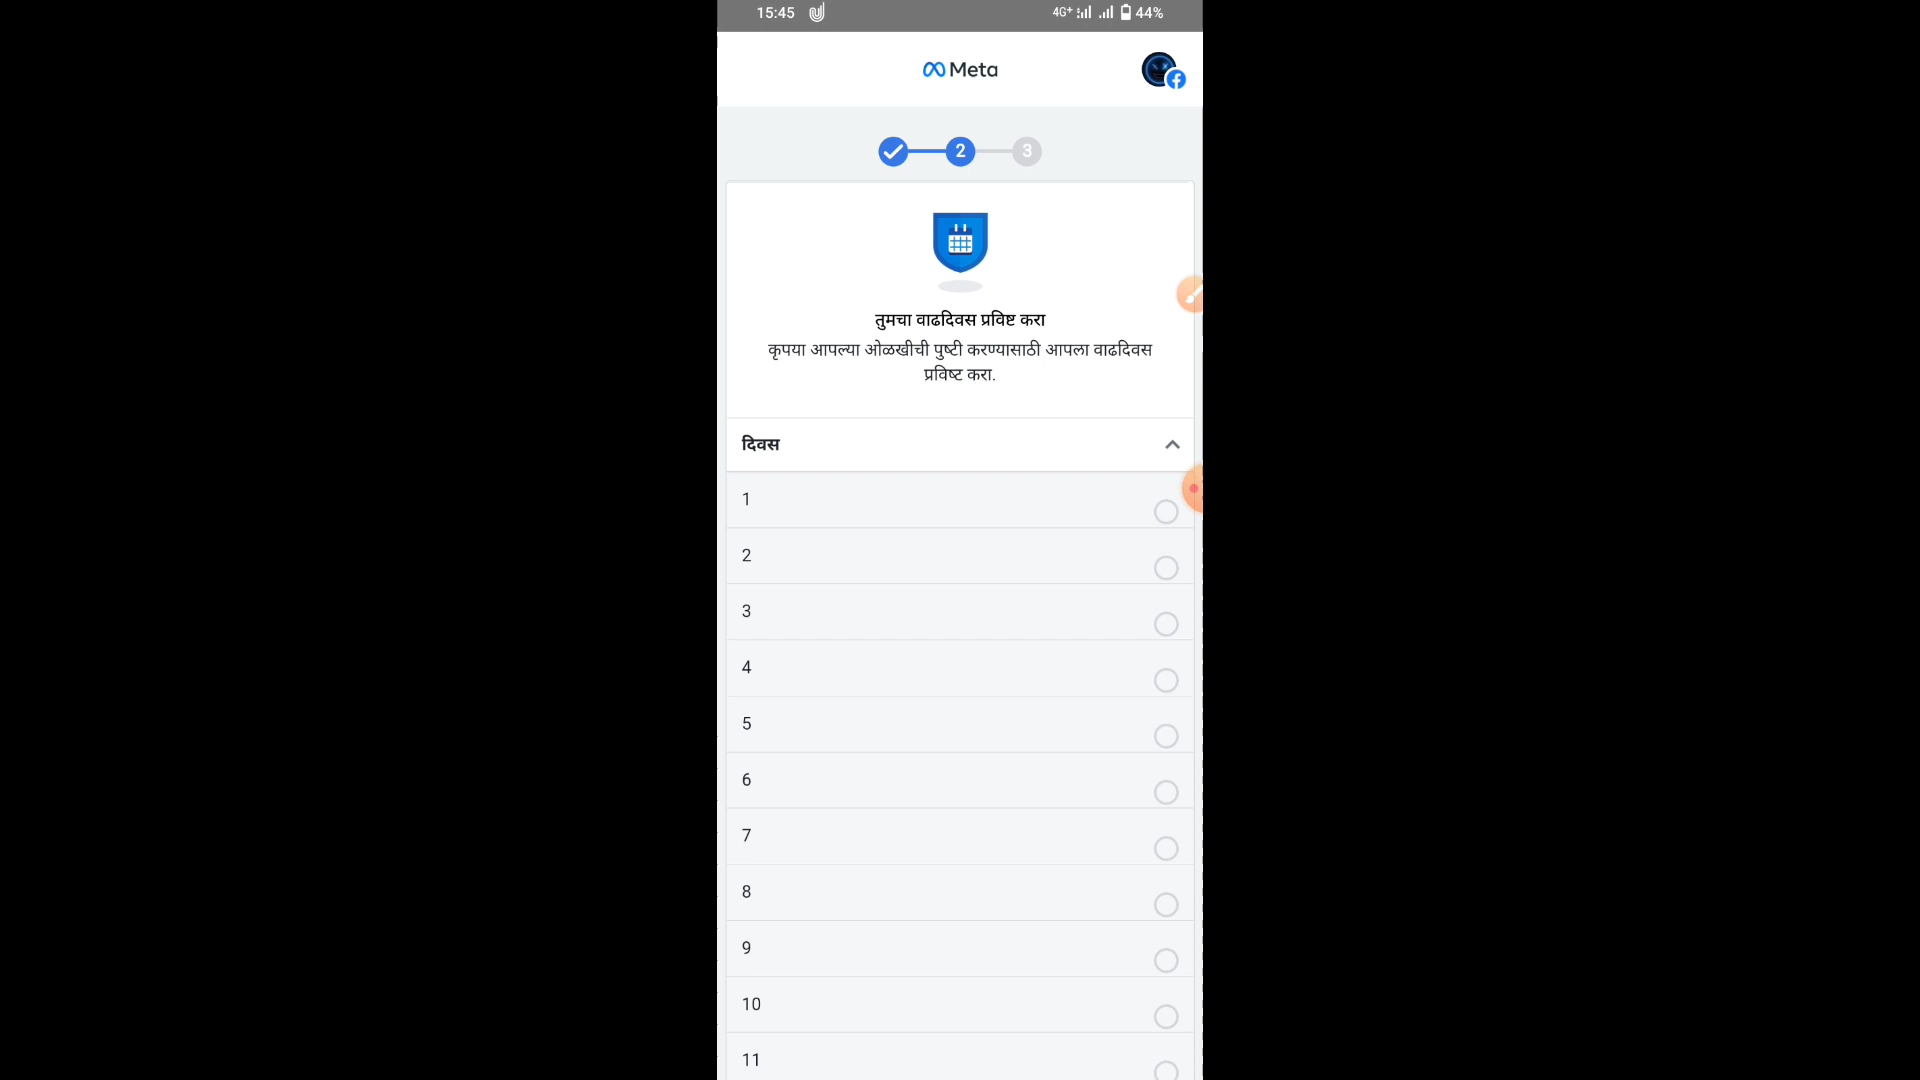 15:45 4G+ 44%
Meta
2 3
तुमचा वाढदिवस प्रविष्ट करा
कृपया आपल्या ओळखीची पुष्टी करण्यासाठी आपला वाढदिवस
प्रविष्ट करा.
दिवस
1
2
3
4
5
6
7
8
9
10
11